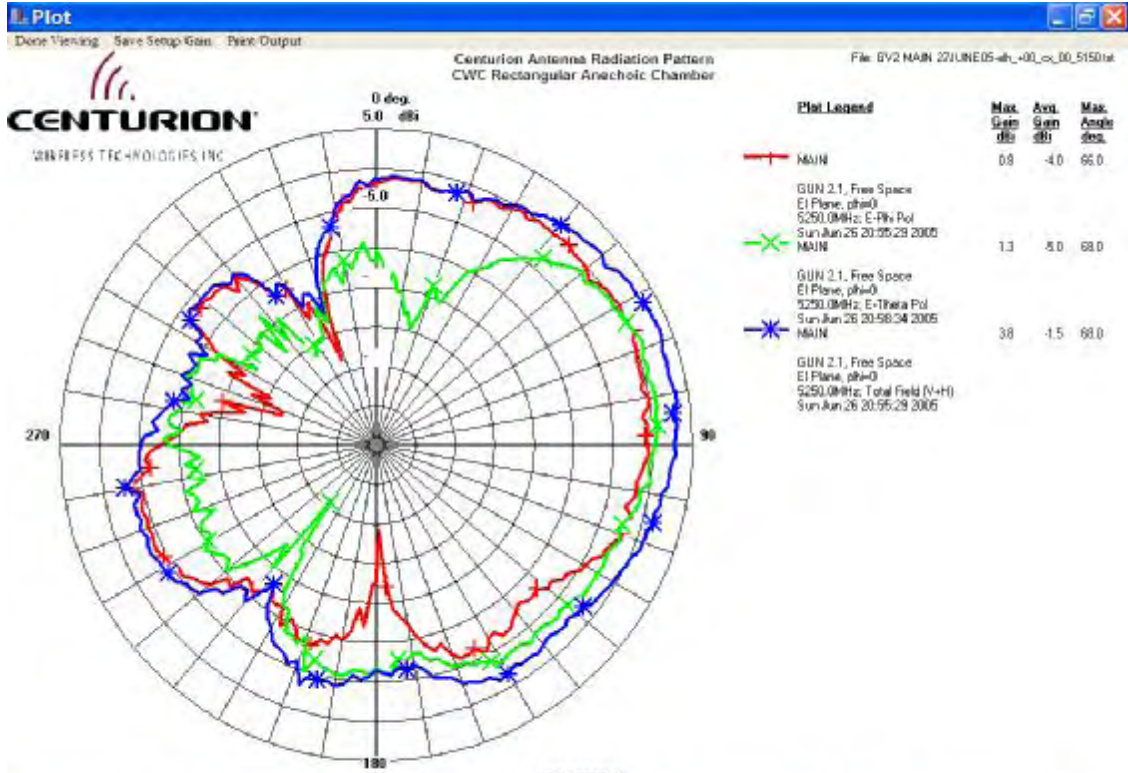 Plot
Done Viewing Save Setup/Gain Print Output
Centurion Antenna Radiation Pattern
CWC Rectangular Anechoic Chamber
CENTURION
WIRELESS TECHNOLOGIES INC
0 deg.
5.0 dBi
-5.0
270
90
180
Plot Legend Max. Gain dBi Avg. Gain dBi Max. Angle deg.
MAIN 0.9 -4.0 66.0
GUN 2.1, Free Space
El Plane, phi=0
5250.0MHz, E-Phi Pol
Sun Jun 26 20:55:29 2005
MAIN 1.3 -5.0 68.0
GUN 2.1, Free Space
El Plane, phi=0
5250.0MHz, E-Theta Pol
Sun Jun 26 20:58:34 2005
MAIN 3.8 -1.5 68.0
GUN 2.1, Free Space
El Plane, phi=0
5250.0MHz, Total Field (V+H)
Sun Jun 26 20:55:29 2005